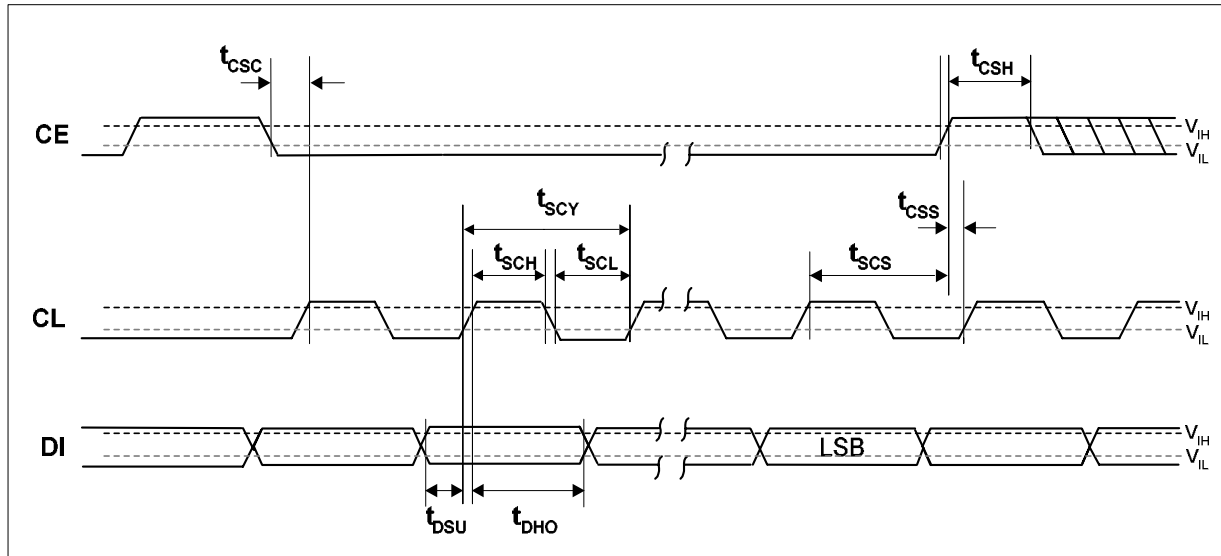 tCSC
tCSH
CE
VIH
VIL
tSCY
tCSS
tSCH
tSCL
tSCS
CL
VIH
VIL
DI
LSB
VIH
VIL
tDSU
tDHO